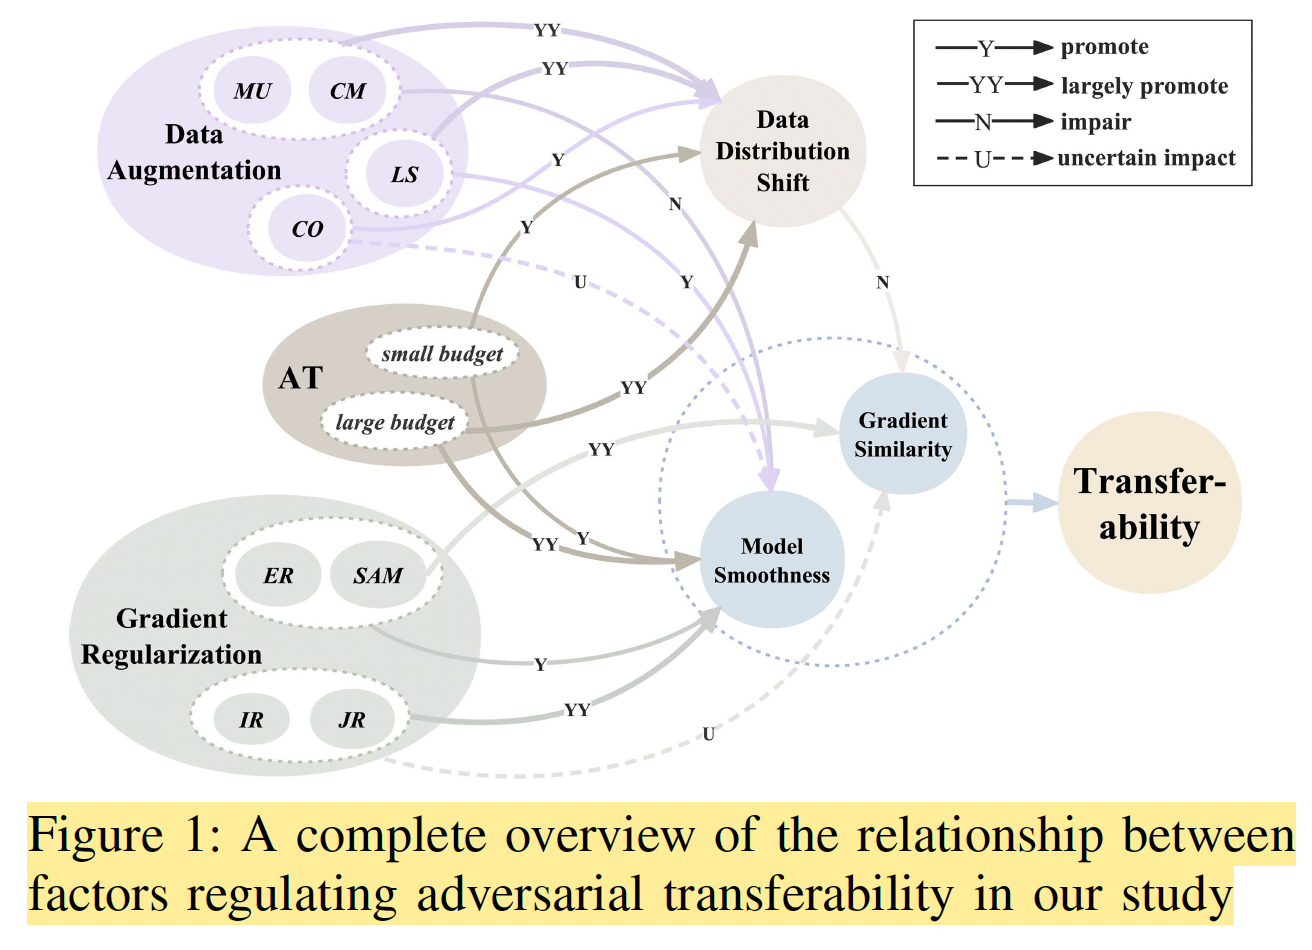 YY
YY
MU
CM
Data
Augmentation
LS
CO
Y
Y
N
U
Y
Data
Distribution
Shift
Y
promote
YY
largely promote
N
impair
U
uncertain impact
N
AT
small budget
large budget
YY
YY
Gradient
Similarity
Transfer-
ability
YY
Y
Model
Smoothness
ER
SAM
Gradient
Regularization
IR
JR
Y
YY
U
Figure 1: A complete overview of the relationship between
factors regulating adversarial transferability in our study